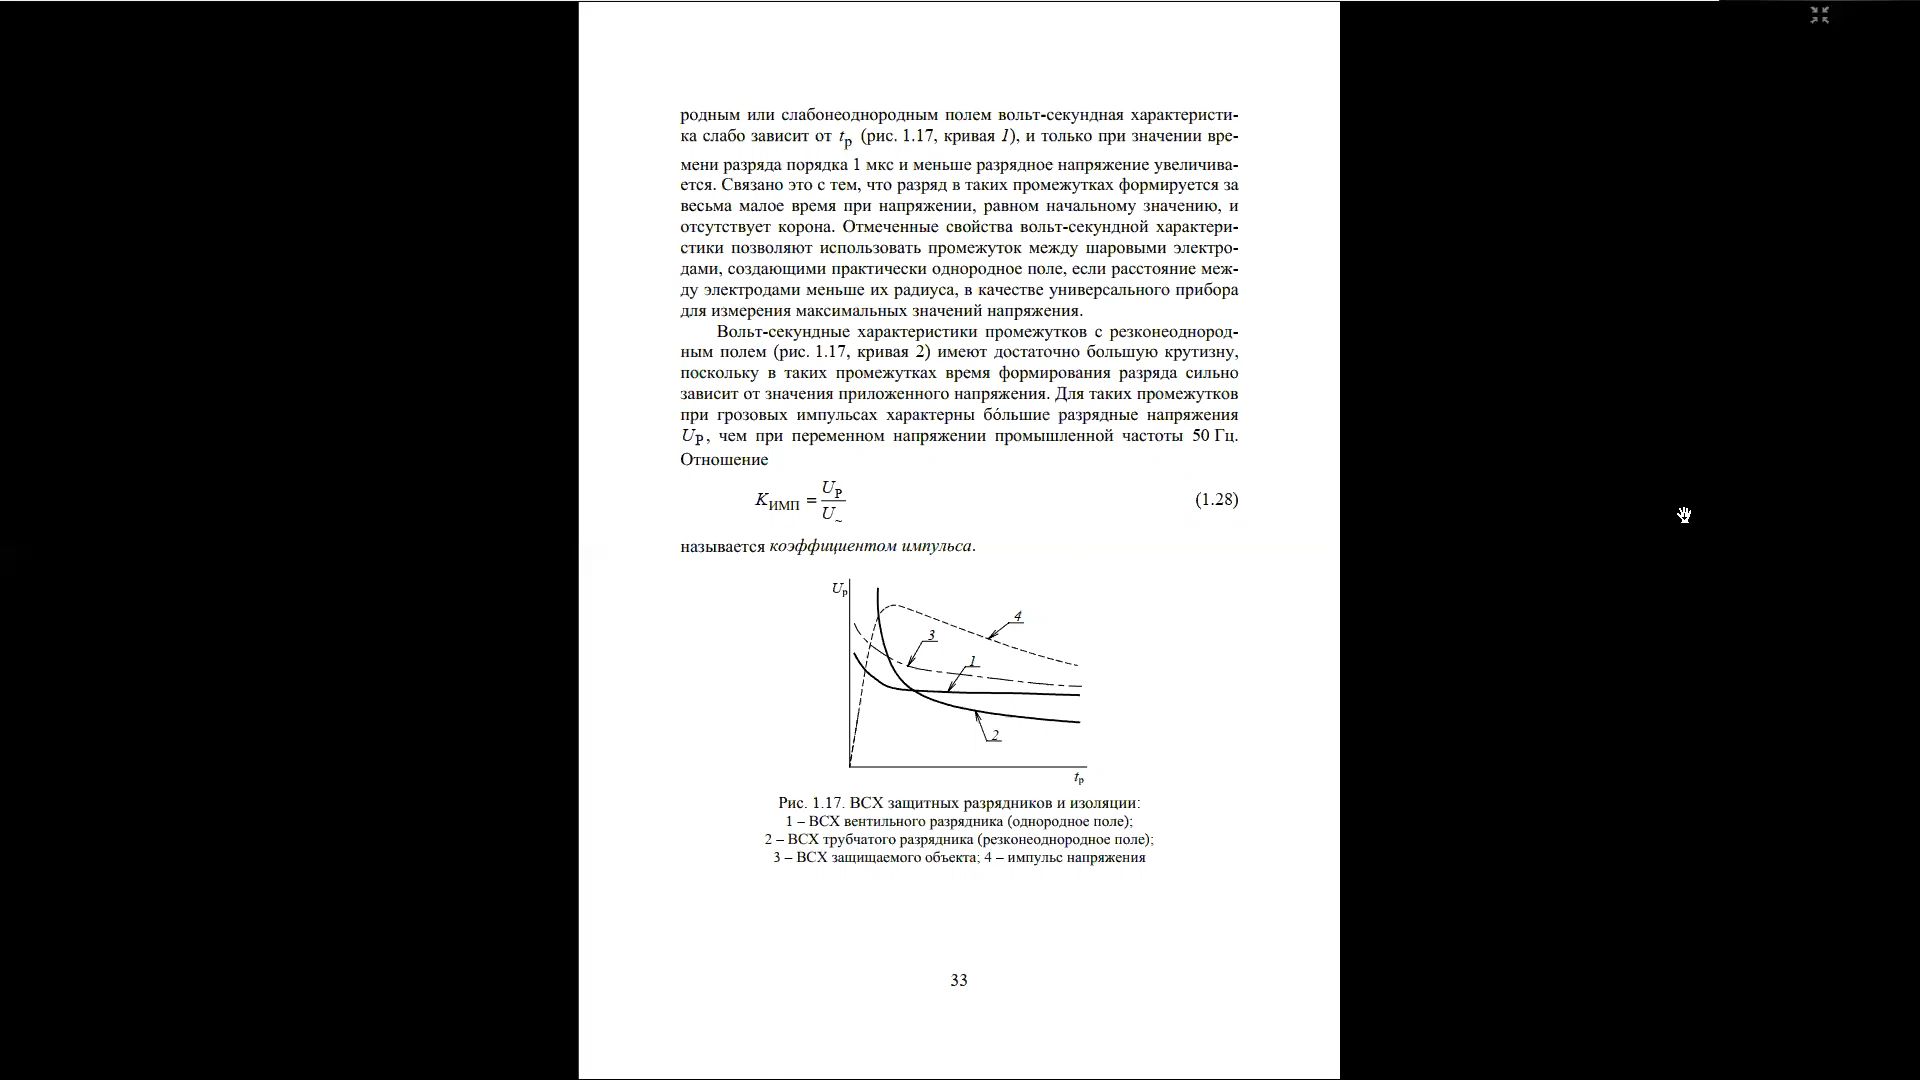 родным или слабонеоднородным полем вольт-секундная характеристи-
ка слабо зависит от tр (рис. 1.17, кривая 1), и только при значении вре-
мени разряда порядка 1 мкс и меньше разрядное напряжение увеличива-
ется. Связано это с тем, что разряд в таких промежутках формируется за
весьма малое время при напряжении, равном начальному значению, и
отсутствует корона. Отмеченные свойства вольт-секундной характери-
стики позволяют использовать промежуток между шаровыми электро-
дами, создающими практически однородное поле, если расстояние меж-
ду электродами меньше их радиуса, в качестве универсального прибора
для измерения максимальных значений напряжения.
Вольт-секундные характеристики промежутков с резконеоднород-
ным полем (рис. 1.17, кривая 2) имеют достаточно большую крутизну,
поскольку в таких промежутках время формирования разряда сильно
зависит от значения приложенного напряжения. Для таких промежутков
при грозовых импульсах характерны бо́льшие разрядные напряжения
UР, чем при переменном напряжении промышленной частоты 50 Гц.
Отношение
KИМП = UР / U~ (1.28)
называется коэффициентом импульса.
Uр
4
3
1
2
tр
Рис. 1.17. ВСХ защитных разрядников и изоляции:
1 – ВСХ вентильного разрядника (однородное поле);
2 – ВСХ трубчатого разрядника (резконеоднородное поле);
3 – ВСХ защищаемого объекта; 4 – импульс напряжения
33